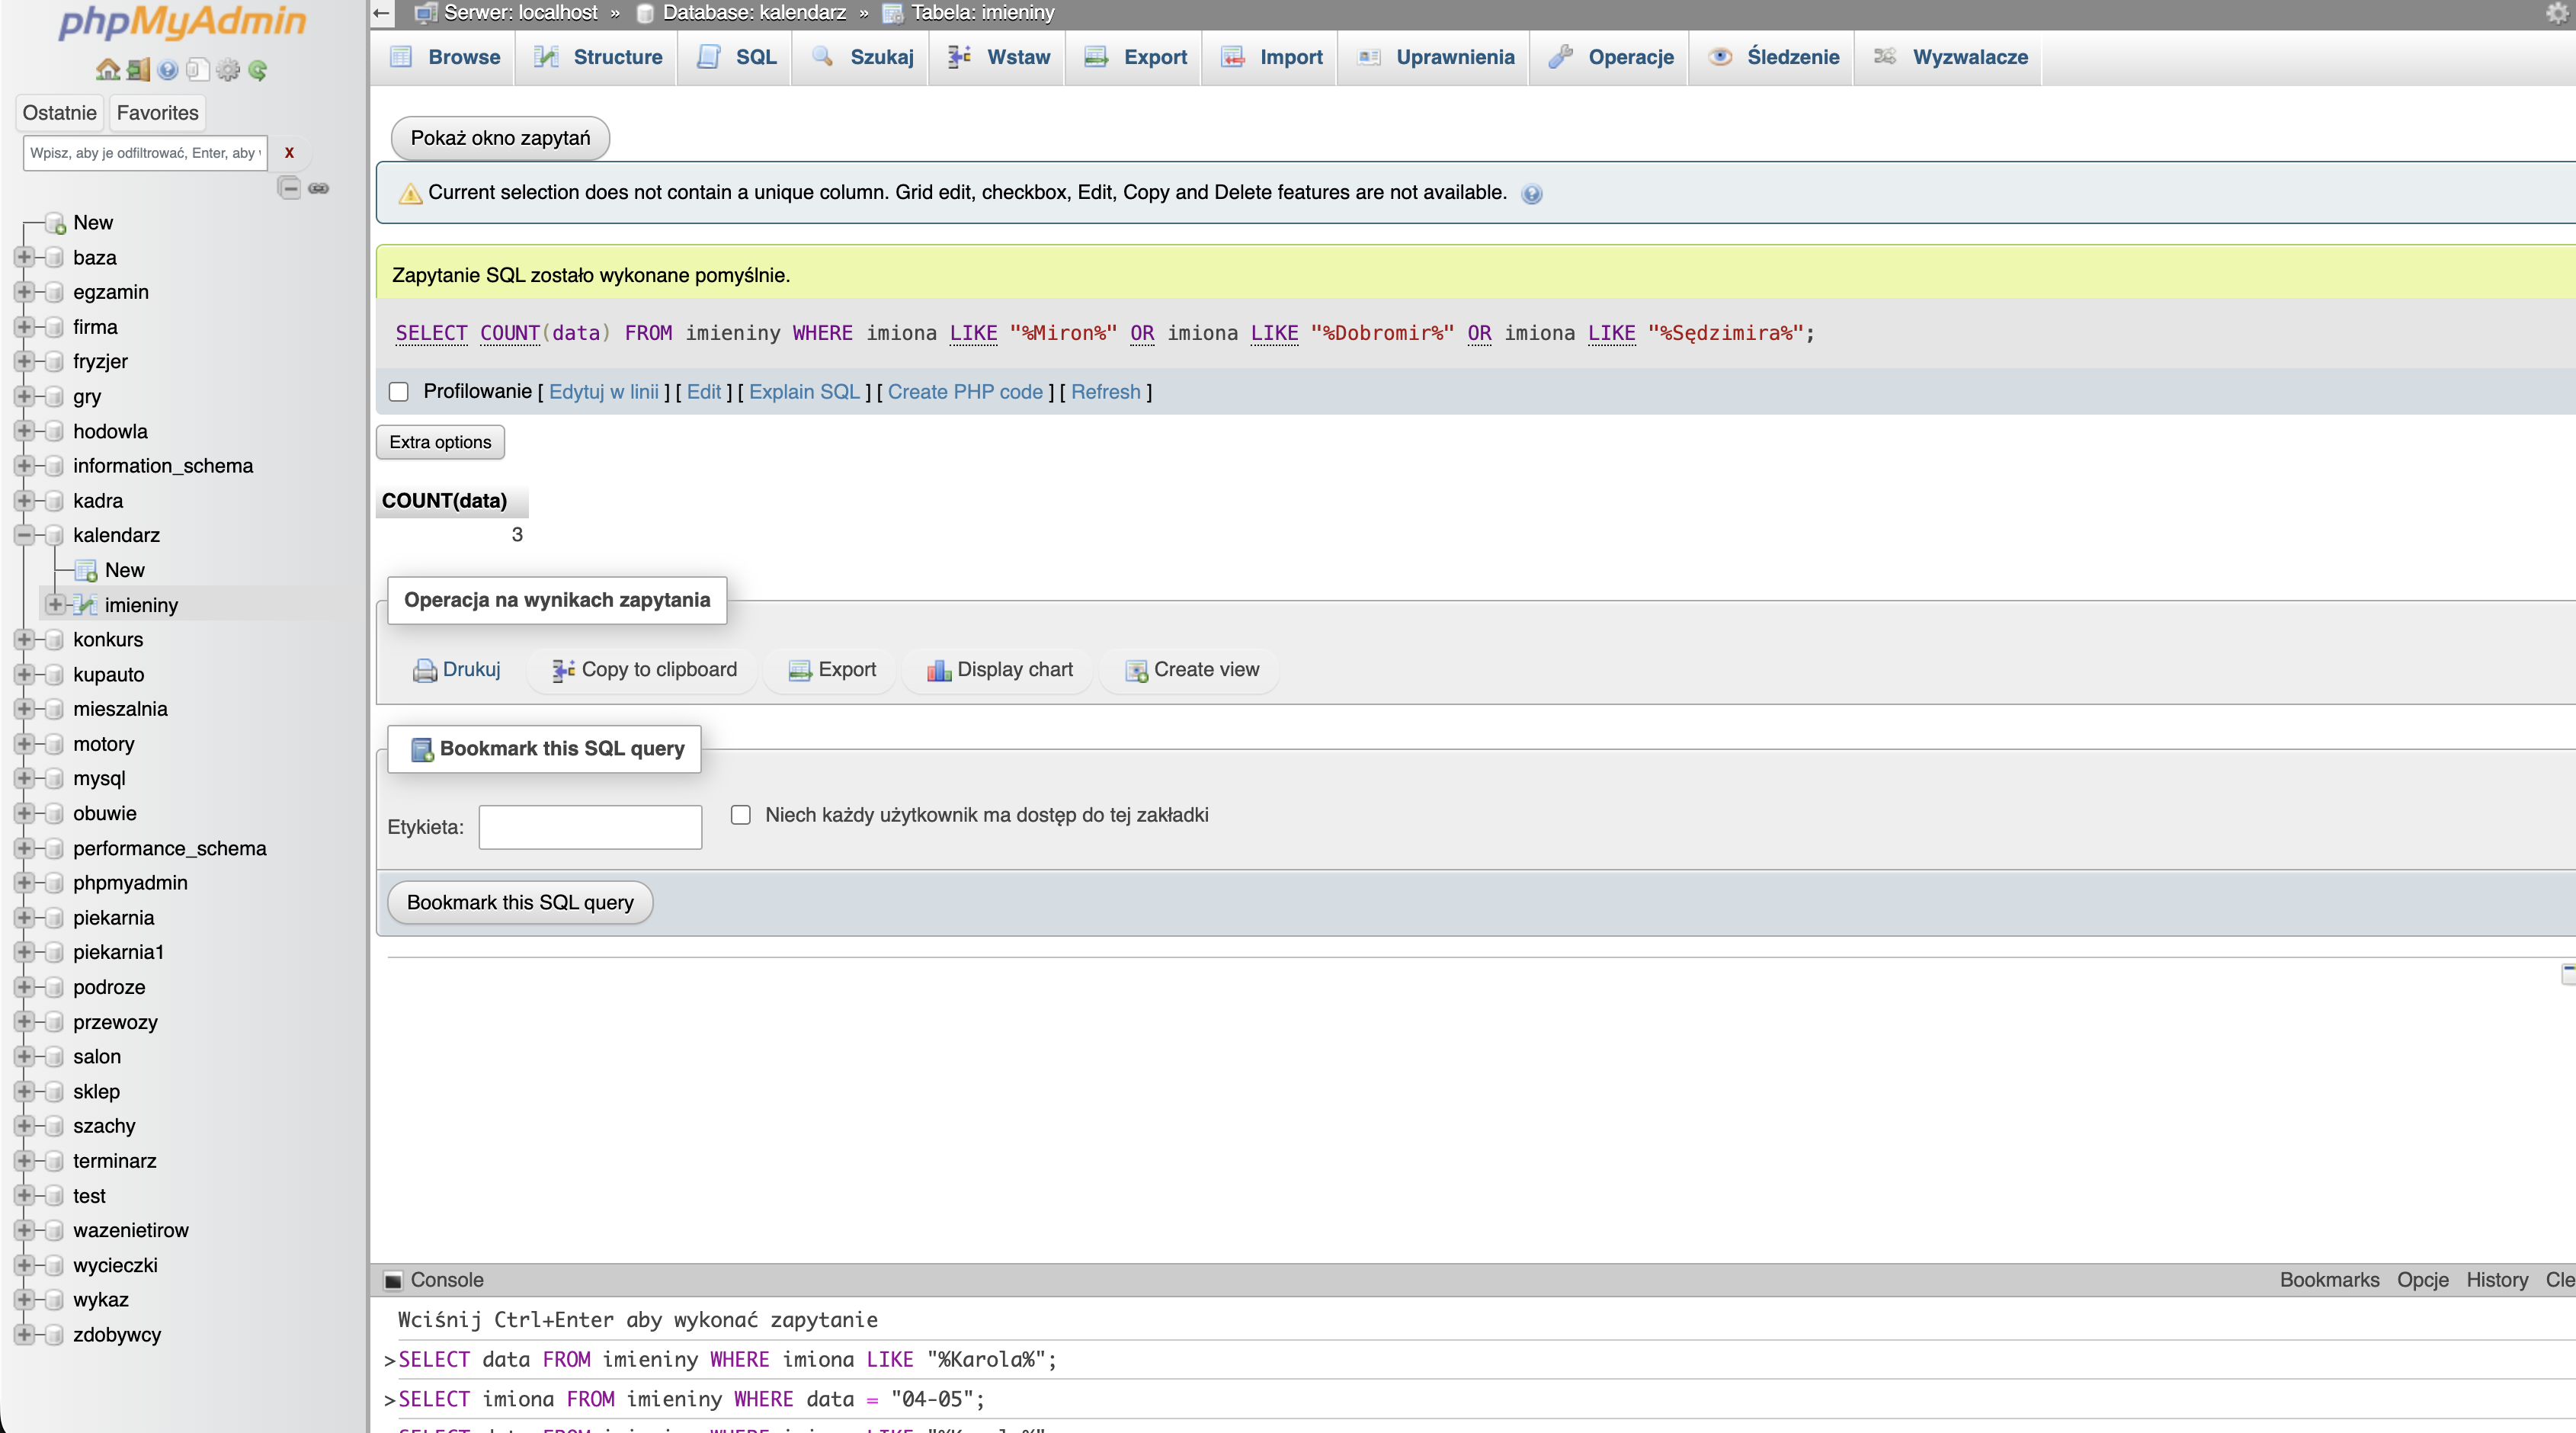 phpMyAdmin
Ostatnie Favorites
Wpisz, aby je odfiltrować, Enter, aby
X
New
baza
egzamin
firma
fryzjer
gry
hodowla
information_schema
kadra
kalendarz
New
imieniny
konkurs
kupauto
mieszalnia
motory
mysql
obuwie
performance_schema
phpmyadmin
piekarnia
piekarnia1
podroze
przewozy
salon
sklep
szachy
terminarz
test
wazenietirow
wycieczki
wykaz
zdobywcy
Serwer: localhost » Database: kalendarz » Tabela: imieniny
Browse Structure SQL Szukaj Wstaw Export Import Uprawnienia Operacje Śledzenie Wyzwalacze
Pokaż okno zapytań
Current selection does not contain a unique column. Grid edit, checkbox, Edit, Copy and Delete features are not available.
Zapytanie SQL zostało wykonane pomyślnie.
SELECT COUNT(data) FROM imieniny WHERE imiona LIKE "%Miron%" OR imiona LIKE "%Dobromir%" OR imiona LIKE "%Sędzimira%";
Profilowanie [ Edytuj w linii ] [ Edit ] [ Explain SQL ] [ Create PHP code ] [ Refresh ]
Extra options
COUNT(data)
3
Operacja na wynikach zapytania
Drukuj Copy to clipboard Export Display chart Create view
Bookmark this SQL query
Etykieta: Niech każdy użytkownik ma dostęp do tej zakładki
Bookmark this SQL query
Console Bookmarks Opcje History Cle
Wciśnij Ctrl+Enter aby wykonać zapytanie
>SELECT data FROM imieniny WHERE imiona LIKE "%Karola%";
>SELECT imiona FROM imieniny WHERE data = "04-05";